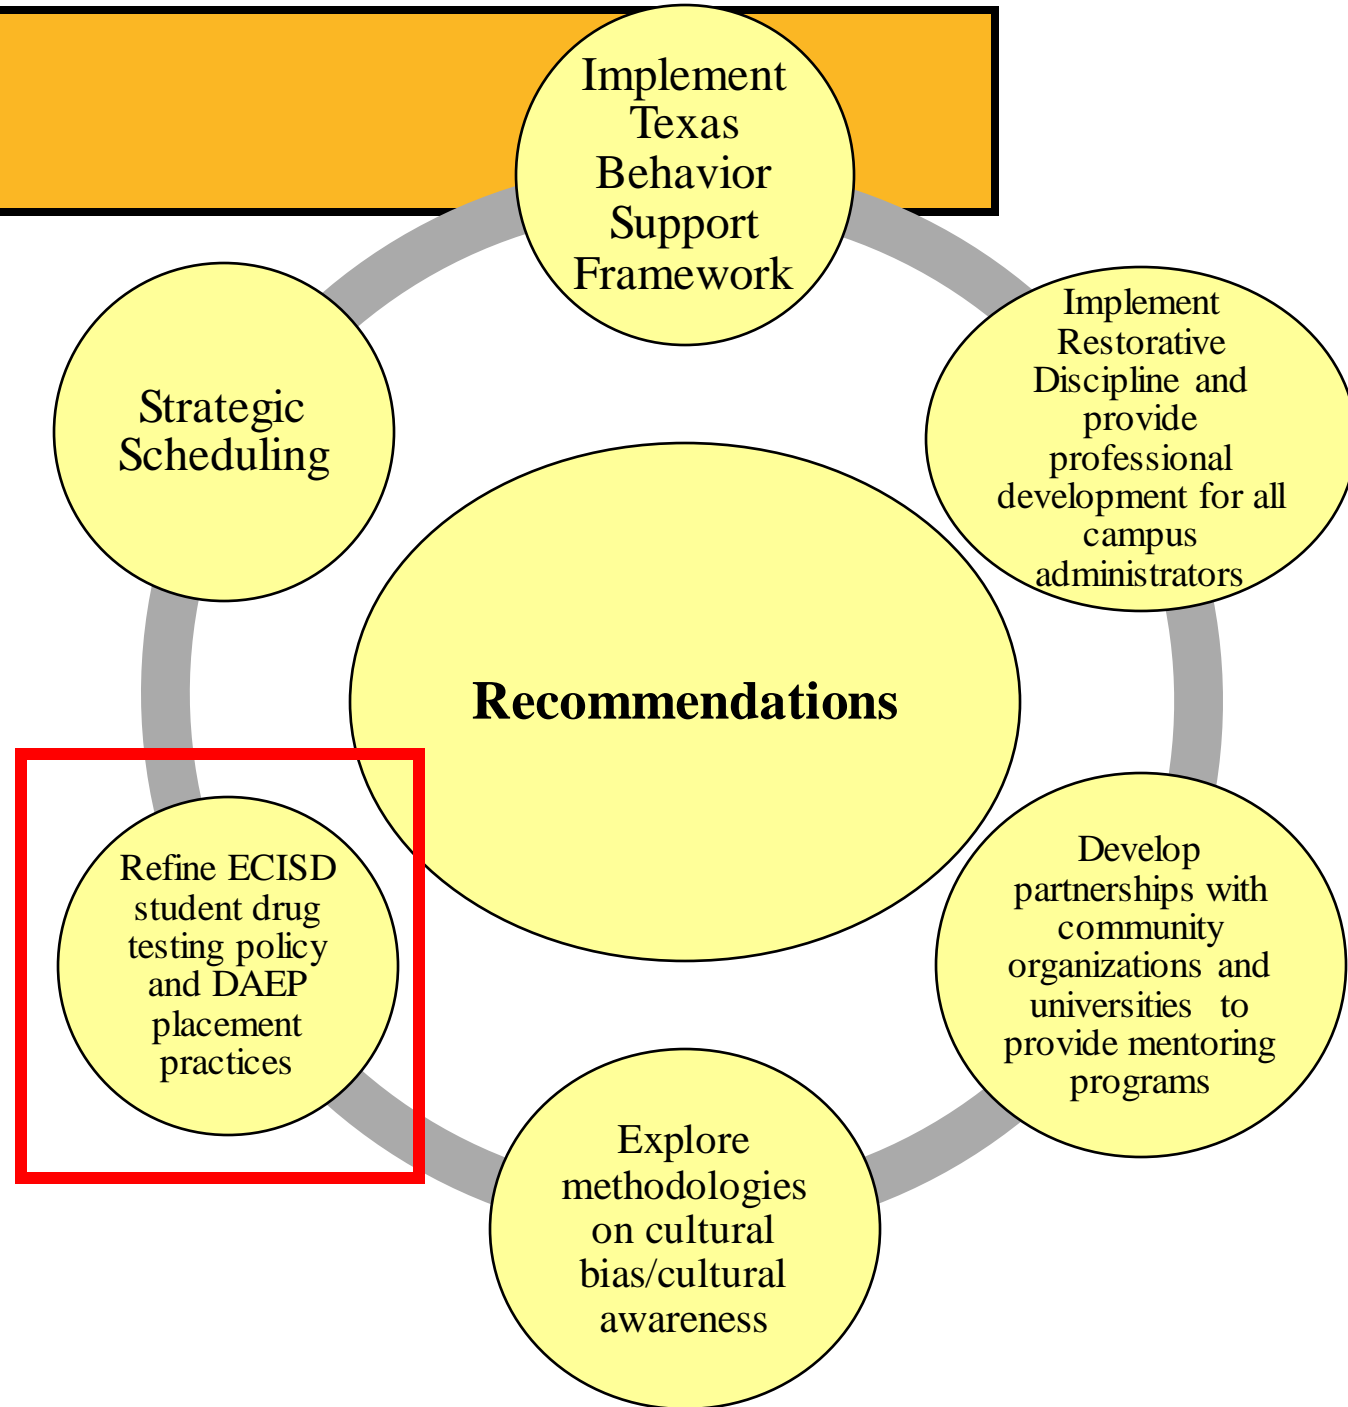 Implement
Texas
Behavior
Support
Framework
Implement
Restorative
Discipline and
provide
professional
development for all
campus
administrators
Develop
partnerships with
community
organizations and
universities to
provide mentoring
programs
Explore
methodologies
on cultural
bias/cultural
awareness
Refine ECISD
student drug
testing policy
and DAEP
placement
practices
Strategic
Scheduling
Recommendations